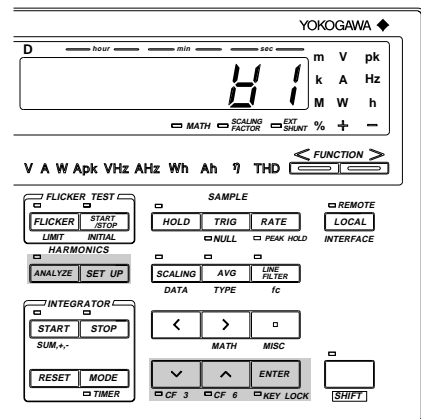 YOKOGAWA
D hour min sec
m V pk
k A Hz
M W h
MATH SCALING FACTOR EXT SHUNT % + −
V A W Apk VHz AHz Wh Ah η THD < FUNCTION >
FLICKER TEST SAMPLE
REMOTE
FLICKER START /STOP HOLD TRIG RATE LOCAL
LIMIT INITIAL NULL PEAK HOLD INTERFACE
HARMONICS
ANALYZE SET UP SCALING AVG LINE FILTER
DATA TYPE fc
INTEGRATOR
START STOP
SUM,+,- MATH MISC
RESET MODE ENTER
TIMER CF 3 CF 6 KEY LOCK SHIFT